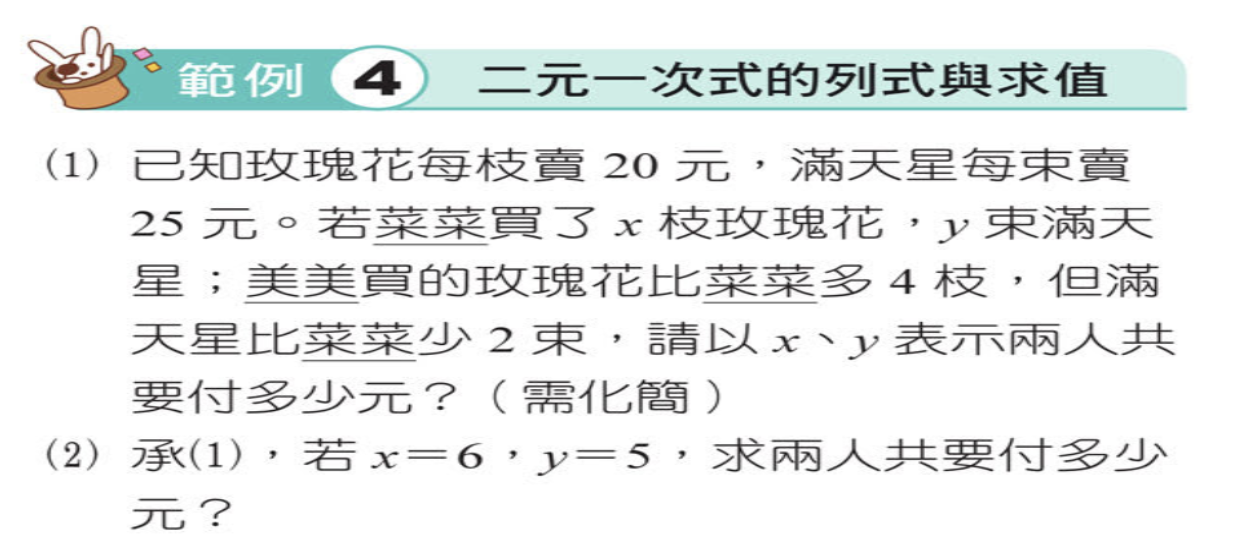 範例 4 二元一次式的列式與求值
(1) 已知玫瑰花每枝賣 20 元，滿天星每束賣
25 元。若菜菜買了 x 枝玫瑰花，y 束滿天
星；美美買的玫瑰花比菜菜多 4 枝，但滿
天星比菜菜少 2 束，請以 x、y 表示兩人共
要付多少元？（需化簡）
(2) 承(1)，若 x＝6，y＝5，求兩人共要付多少
元？